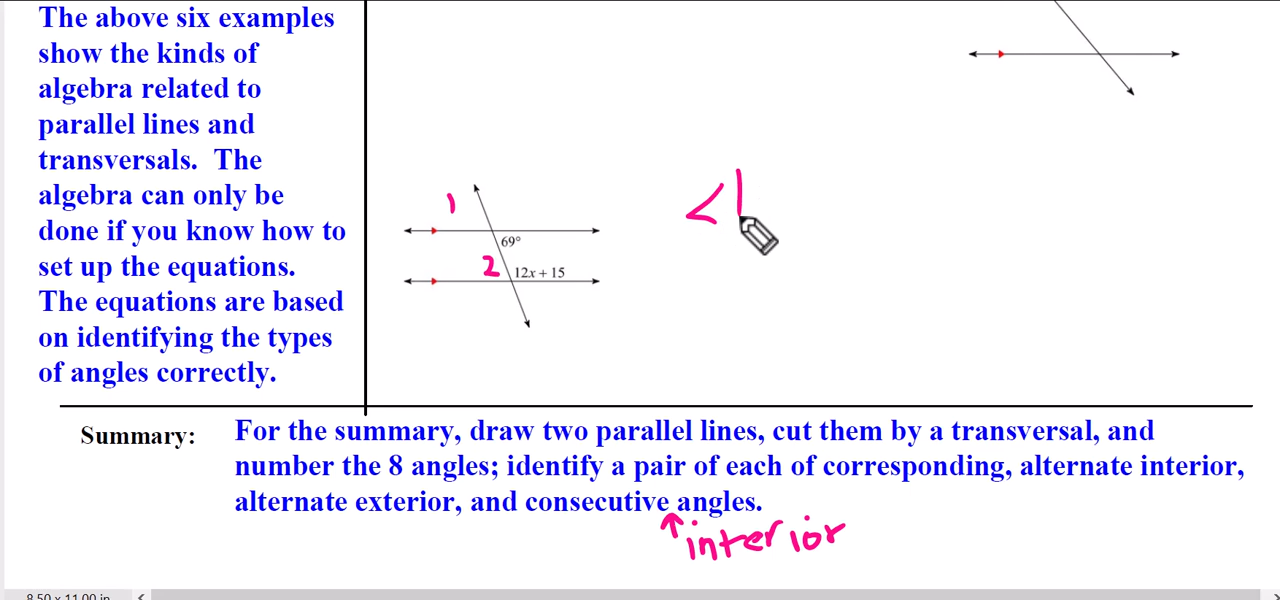 The above six examples
show the kinds of
algebra related to
parallel lines and
transversals. The
algebra can only be
done if you know how to
set up the equations.
The equations are based
on identifying the types
of angles correctly.
1
69°
2 12x + 15
<1
Summary: For the summary, draw two parallel lines, cut them by a transversal, and
number the 8 angles; identify a pair of each of corresponding, alternate interior,
alternate exterior, and consecutive angles.
↑ interior
8.50 x 11.00 in